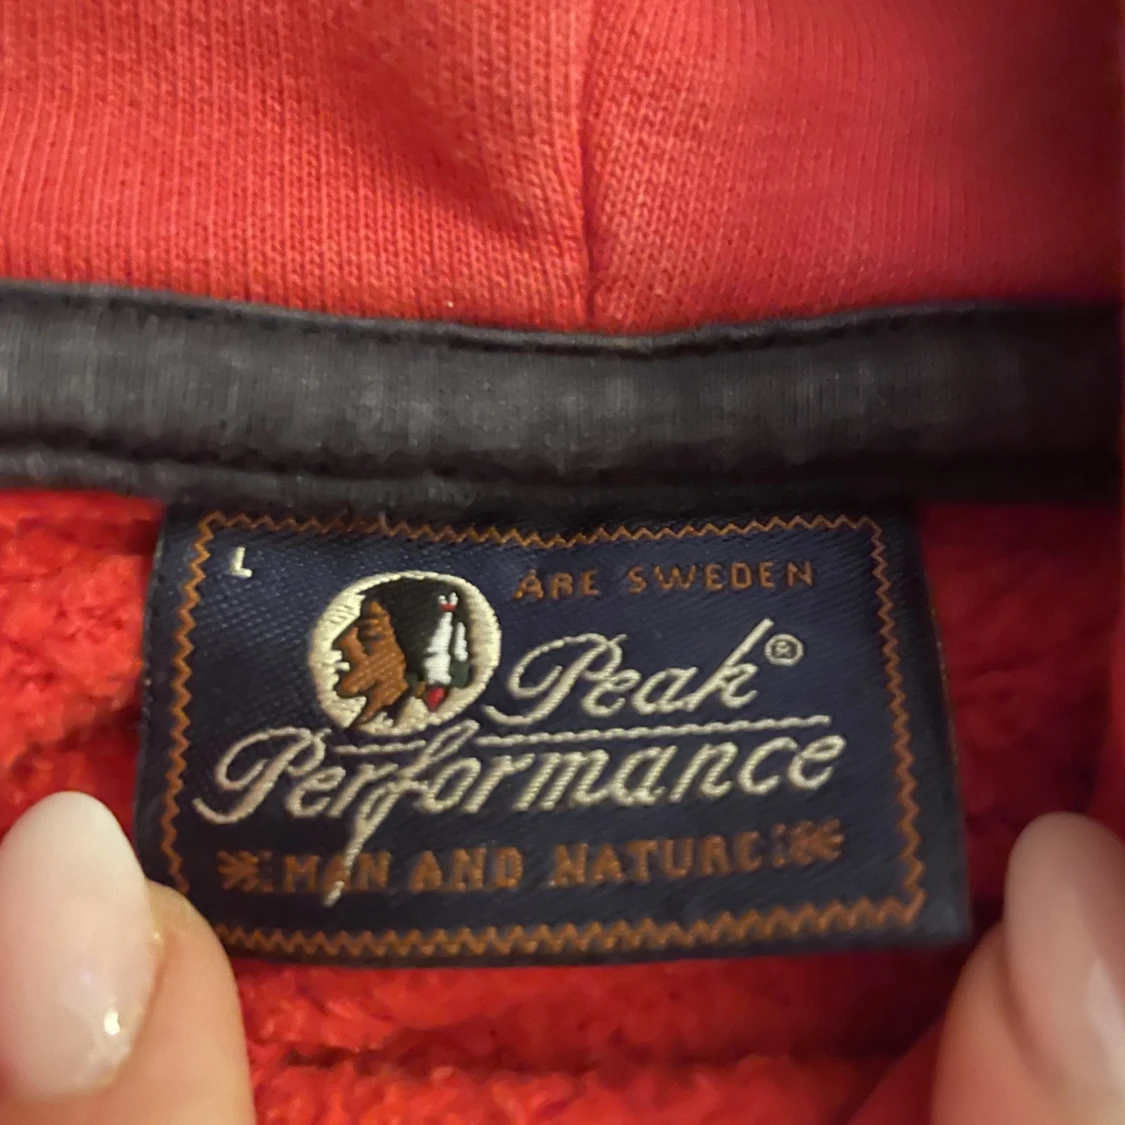 L
ÅRE SWEDEN
Peak®
Performance
MAN AND NATURE